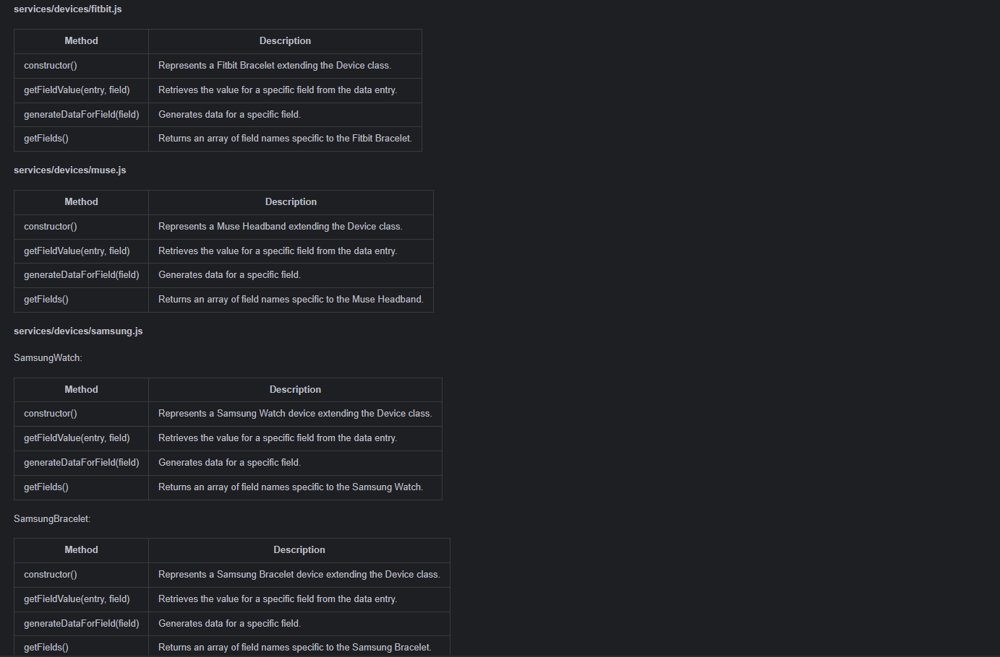 services/devices/fitbit.js
Method Description
constructor() Represents a Fitbit Bracelet extending the Device class.
getFieldValue(entry, field) Retrieves the value for a specific field from the data entry.
generateDataForField(field) Generates data for a specific field.
getFields() Returns an array of field names specific to the Fitbit Bracelet.
services/devices/muse.js
Method Description
constructor() Represents a Muse Headband extending the Device class.
getFieldValue(entry, field) Retrieves the value for a specific field from the data entry.
generateDataForField(field) Generates data for a specific field.
getFields() Returns an array of field names specific to the Muse Headband.
services/devices/samsung.js
SamsungWatch:
Method Description
constructor() Represents a Samsung Watch device extending the Device class.
getFieldValue(entry, field) Retrieves the value for a specific field from the data entry.
generateDataForField(field) Generates data for a specific field.
getFields() Returns an array of field names specific to the Samsung Watch.
SamsungBracelet:
Method Description
constructor() Represents a Samsung Bracelet device extending the Device class.
getFieldValue(entry, field) Retrieves the value for a specific field from the data entry.
generateDataForField(field) Generates data for a specific field.
getFields() Returns an array of field names specific to the Samsung Bracelet.